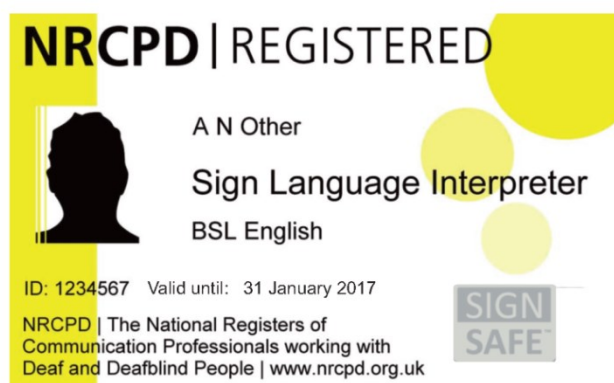 NRCPD | REGISTERED
A N Other
Sign Language Interpreter
BSL English
ID: 1234567 Valid until: 31 January 2017
NRCPD | The National Registers of
Communication Professionals working with
Deaf and Deafblind People | www.nrcpd.org.uk
SIGN
SAFE™